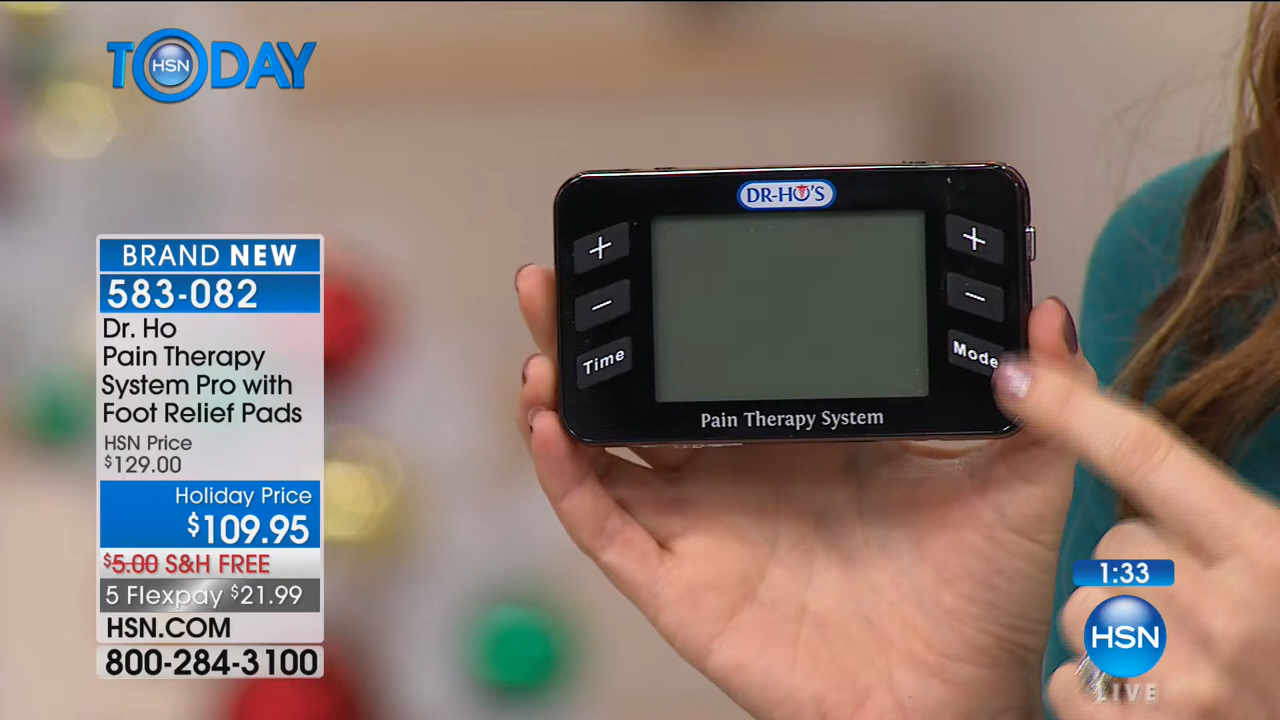 TODAY
HSN
BRAND NEW
583-082
Dr. Ho
Pain Therapy
System Pro with
Foot Relief Pads
HSN Price
$129.00
Holiday Price
$109.95
$5.00 S&H FREE
5 Flexpay $21.99
HSN.COM
800-284-3100
DR-HO'S
+
−
Time
+
−
Mode
Pain Therapy System
1:33
HSN
LIVE